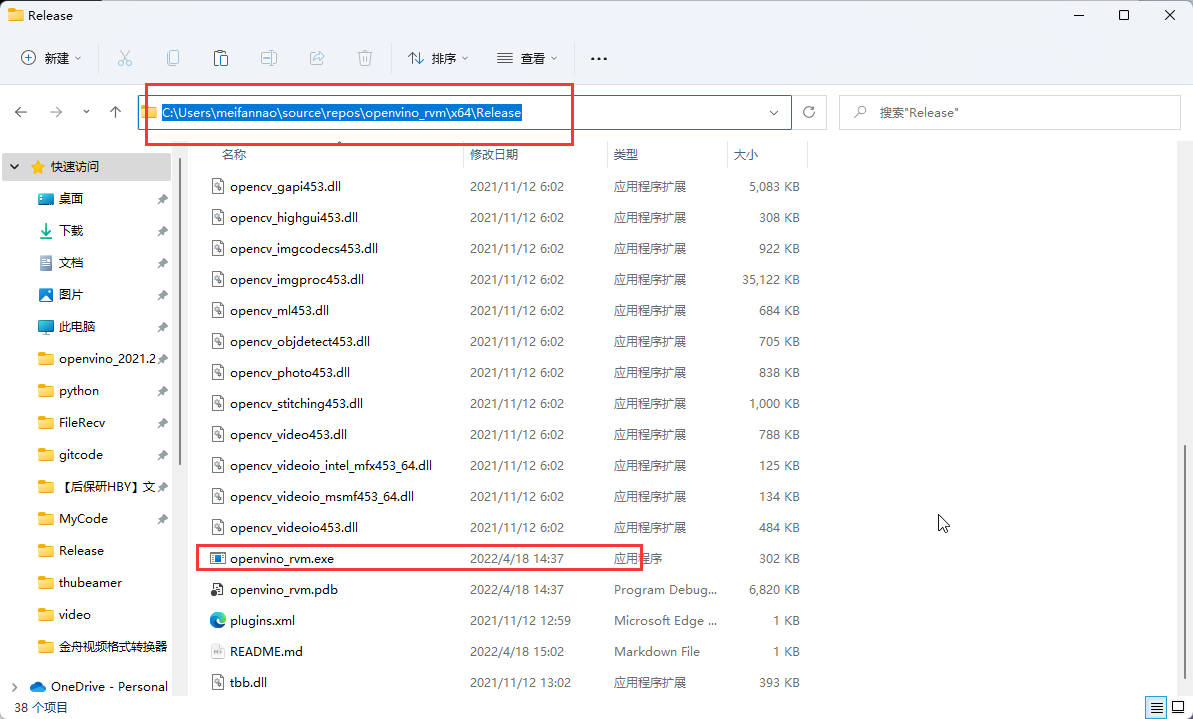 Release
新建
排序
查看
C:\Users\meifannao\source\repos\openvino_rvm\x64\Release
搜索"Release"
名称 修改日期 类型 大小
快速访问
桌面
下载
文档
图片
此电脑
openvino_2021.2
python
FileRecv
gitcode
【后保研HBY】文
MyCode
Release
thubeamer
video
金舟视频格式转换器
OneDrive - Personal
opencv_gapi453.dll 2021/11/12 6:02 应用程序扩展 5,083 KB
opencv_highgui453.dll 2021/11/12 6:02 应用程序扩展 308 KB
opencv_imgcodecs453.dll 2021/11/12 6:02 应用程序扩展 922 KB
opencv_imgproc453.dll 2021/11/12 6:02 应用程序扩展 35,122 KB
opencv_ml453.dll 2021/11/12 6:02 应用程序扩展 684 KB
opencv_objdetect453.dll 2021/11/12 6:02 应用程序扩展 705 KB
opencv_photo453.dll 2021/11/12 6:02 应用程序扩展 838 KB
opencv_stitching453.dll 2021/11/12 6:02 应用程序扩展 1,000 KB
opencv_video453.dll 2021/11/12 6:02 应用程序扩展 788 KB
opencv_videoio_intel_mfx453_64.dll 2021/11/12 6:02 应用程序扩展 125 KB
opencv_videoio_msmf453_64.dll 2021/11/12 6:02 应用程序扩展 134 KB
opencv_videoio453.dll 2021/11/12 6:02 应用程序扩展 484 KB
openvino_rvm.exe 2022/4/18 14:37 应用程序 302 KB
openvino_rvm.pdb 2022/4/18 14:37 Program Debug... 6,820 KB
plugins.xml 2021/11/12 12:59 Microsoft Edge ... 1 KB
README.md 2022/4/18 15:02 Markdown File 1 KB
tbb.dll 2021/11/12 13:02 应用程序扩展 393 KB
38 个项目